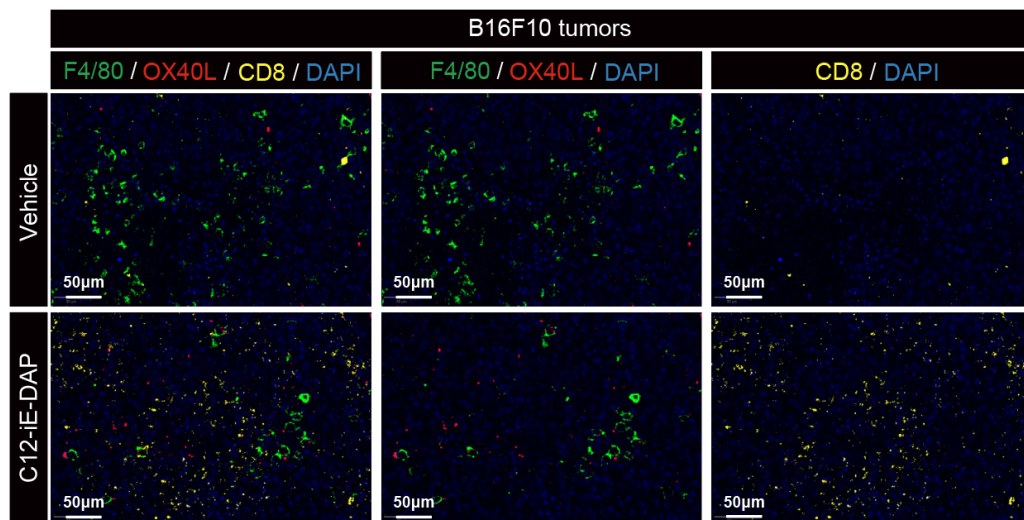 B16F10 tumors
F4/80 / OX40L / CD8 / DAPI
F4/80 / OX40L / DAPI
CD8 / DAPI
Vehicle
50μm
50μm
50μm
C12-iE-DAP
50μm
50μm
50μm